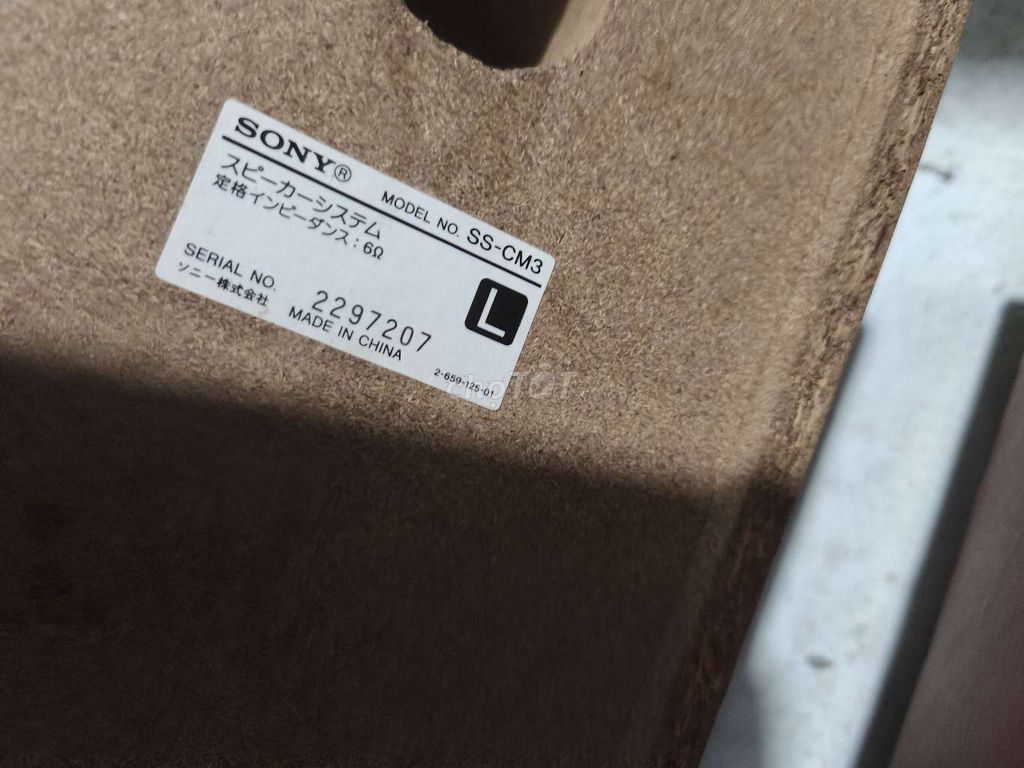 SONY®
MODEL NO. SS-CM3
スピーカーシステム
定格インピーダンス：6Ω
L
SERIAL NO. 2297207
ソニー株式会社
MADE IN CHINA
2-659-125-01